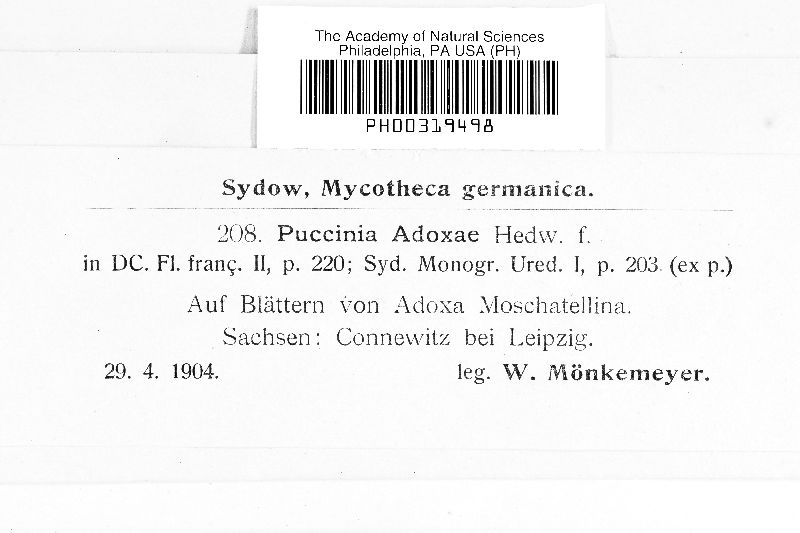 The Academy of Natural Sciences
Philadelphia, PA USA (PH)
PH00319498
Sydow, Mycotheca germanica.
208. Puccinia Adoxae Hedw. f.
in DC. Fl. franç. II, p. 220; Syd. Monogr. Ured. I, p. 203 (ex p.)
Auf Blättern von Adoxa Moschatellina.
Sachsen: Connewitz bei Leipzig.
29. 4. 1904. leg. W. Mönkemeyer.